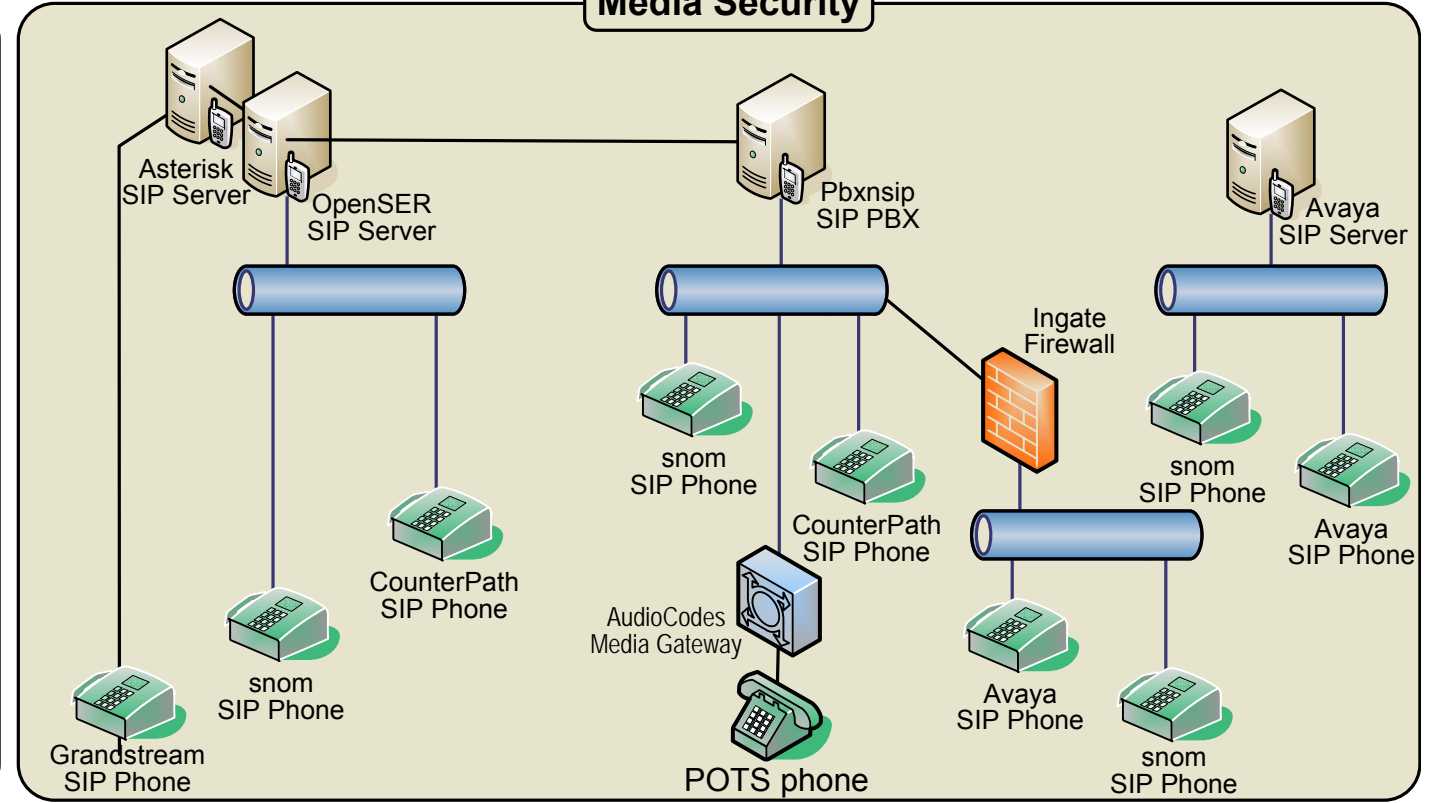 Media Security
Asterisk
SIP Server
OpenSER
SIP Server
Pbxnsip
SIP PBX
Avaya
SIP Server
Ingate
Firewall
snom
SIP Phone
CounterPath
SIP Phone
snom
SIP Phone
Avaya
SIP Phone
CounterPath
SIP Phone
AudioCodes
Media Gateway
snom
SIP Phone
Avaya
SIP Phone
Grandstream
SIP Phone
POTS phone
snom
SIP Phone